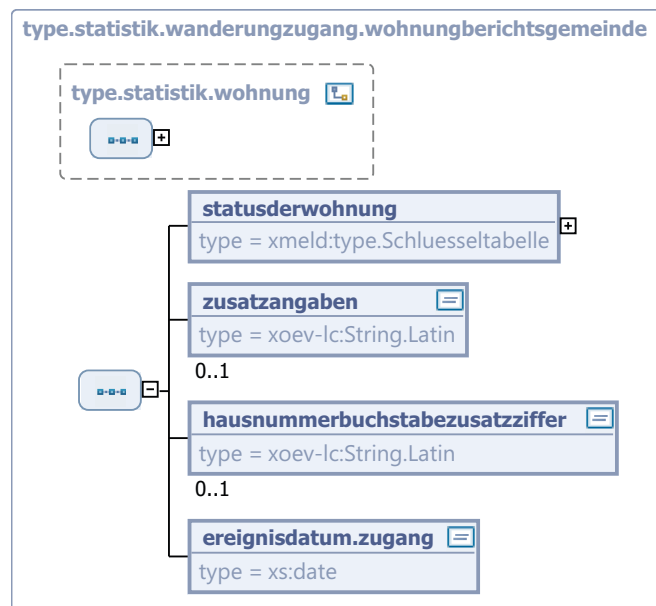 type.statistik.wanderungzugang.wohnungberichtsgemeinde
type.statistik.wohnung
statusderwohnung
type = xmeld:type.Schluesseltabelle
zusatzangaben
type = xoev-lc:String.Latin
0..1
hausnummerbuchstabezusatzziffer
type = xoev-lc:String.Latin
0..1
ereignisdatum.zugang
type = xs:date